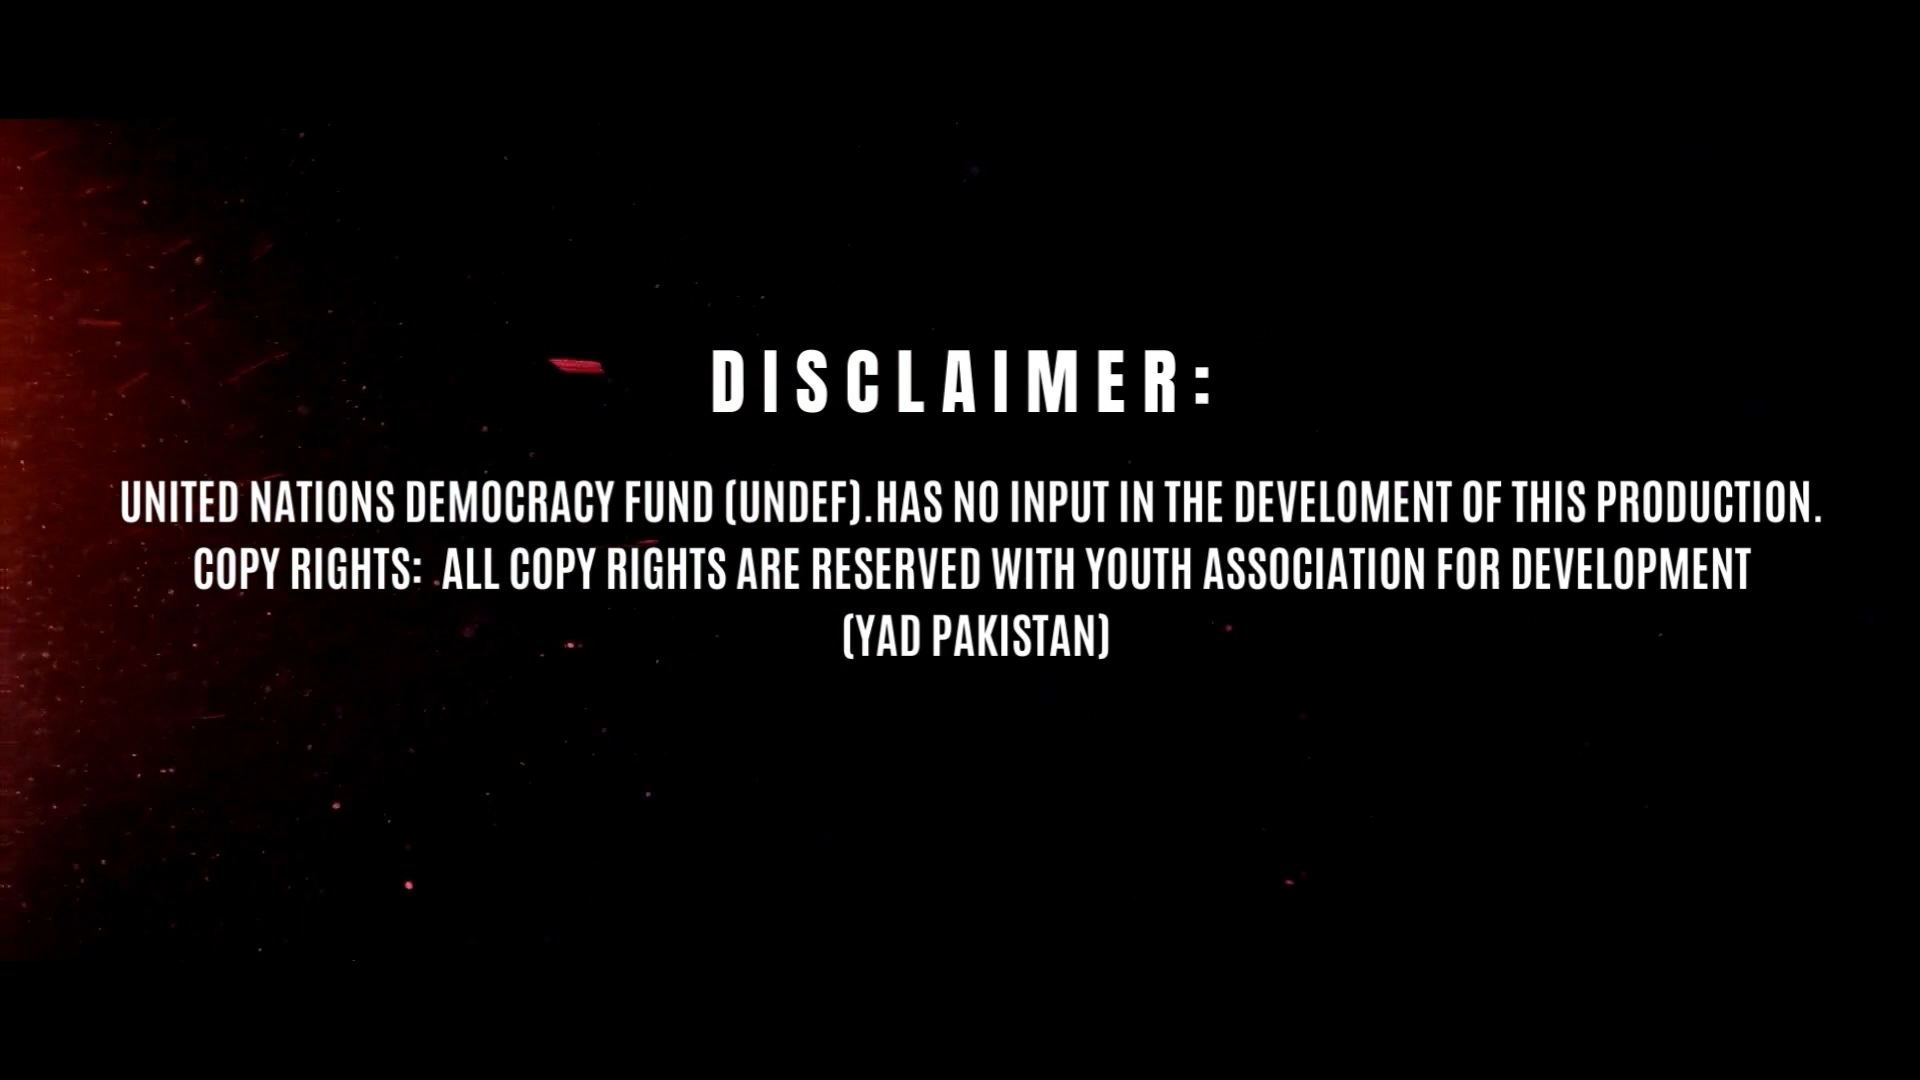 DISCLAIMER:
UNITED NATIONS DEMOCRACY FUND (UNDEF).HAS NO INPUT IN THE DEVELOMENT OF THIS PRODUCTION.
COPY RIGHTS:  ALL COPY RIGHTS ARE RESERVED WITH YOUTH ASSOCIATION FOR DEVELOPMENT
(YAD PAKISTAN)